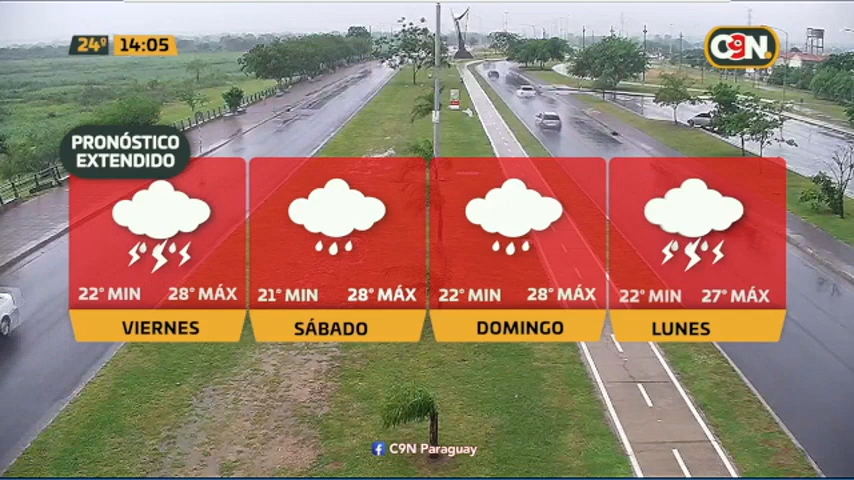 24°
14:05
C9N
PRONÓSTICO
EXTENDIDO
22° MIN 28° MÁX
VIERNES
21° MIN 28° MÁX
SÁBADO
22° MIN 28° MÁX
DOMINGO
22° MIN 27° MÁX
LUNES
C9N Paraguay